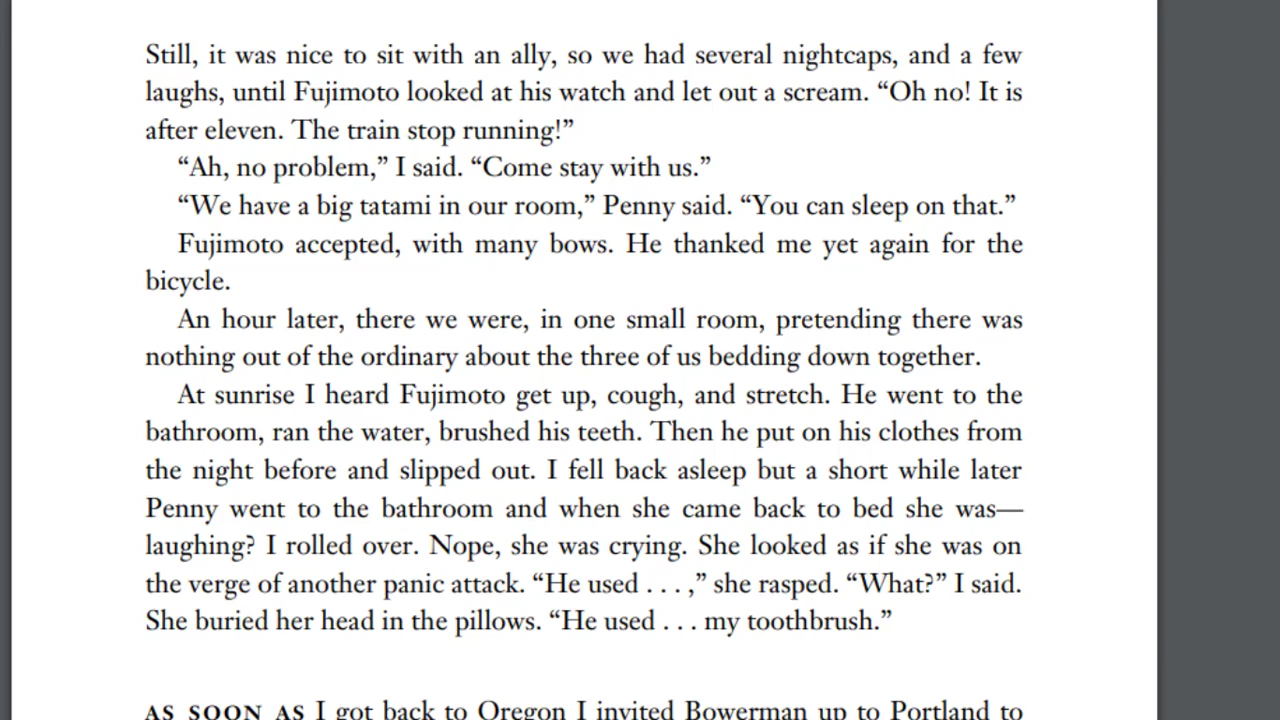 Still, it was nice to sit with an ally, so we had several nightcaps, and a few
laughs, until Fujimoto looked at his watch and let out a scream. “Oh no! It is
after eleven. The train stop running!”
“Ah, no problem,” I said. “Come stay with us.”
“We have a big tatami in our room,” Penny said. “You can sleep on that.”
Fujimoto accepted, with many bows. He thanked me yet again for the
bicycle.
An hour later, there we were, in one small room, pretending there was
nothing out of the ordinary about the three of us bedding down together.
At sunrise I heard Fujimoto get up, cough, and stretch. He went to the
bathroom, ran the water, brushed his teeth. Then he put on his clothes from
the night before and slipped out. I fell back asleep but a short while later
Penny went to the bathroom and when she came back to bed she was—
laughing? I rolled over. Nope, she was crying. She looked as if she was on
the verge of another panic attack. “He used . . . ,” she rasped. “What?” I said.
She buried her head in the pillows. “He used . . . my toothbrush.”
AS SOON AS I got back to Oregon I invited Bowerman up to Portland to